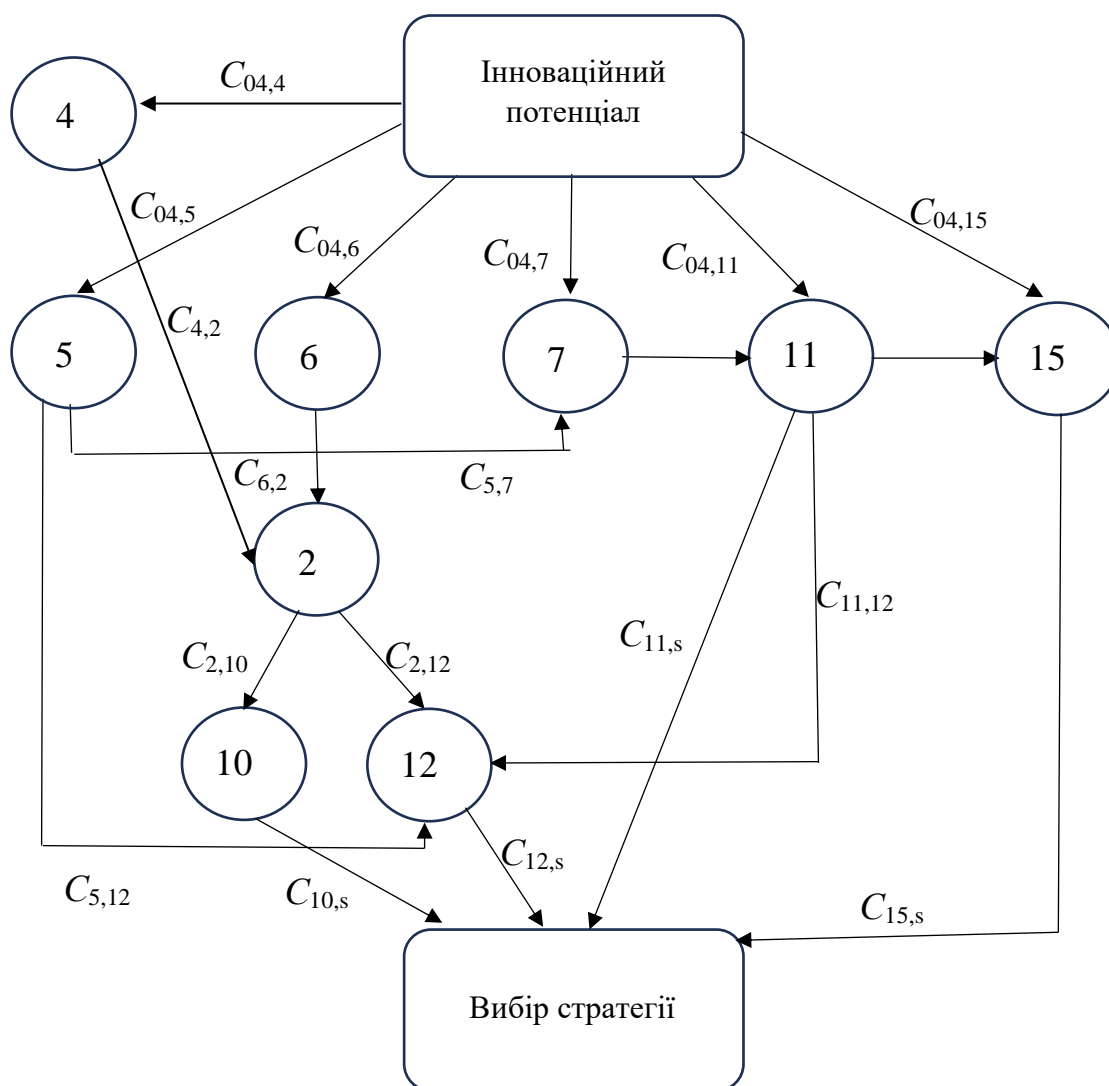 Інноваційний
потенціал
C04,4
4
C04,5
C04,6
C04,7
C04,11
C04,15
C4,2
5
6
7
11
15
C6,2
C5,7
2
C11,12
C11,s
C2,10
C2,12
10
12
C12,s
C5,12
C10,s
C15,s
Вибір стратегії